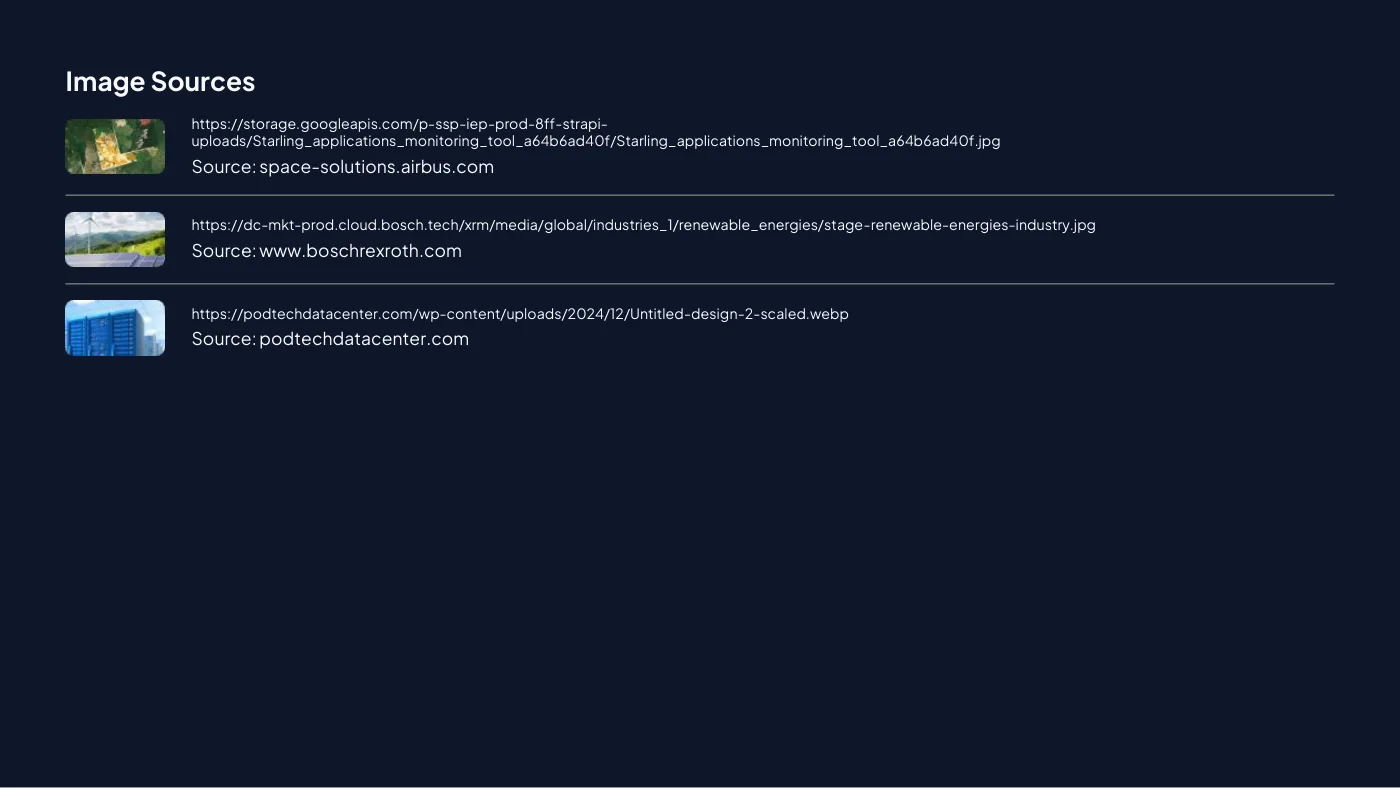 Image Sources
https://storage.googleapis.com/p-ssp-iep-prod-8ff-strapi-
uploads/Starling_applications_monitoring_tool_a64b6ad40f/Starling_applications_monitoring_tool_a64b6ad40f.jpg
Source: space-solutions.airbus.com
https://dc-mkt-prod.cloud.bosch.tech/xrm/media/global/industries_1/renewable_energies/stage-renewable-energies-industry.jpg
Source: www.boschrexroth.com
https://podtechdatacenter.com/wp-content/uploads/2024/12/Untitled-design-2-scaled.webp
Source: podtechdatacenter.com